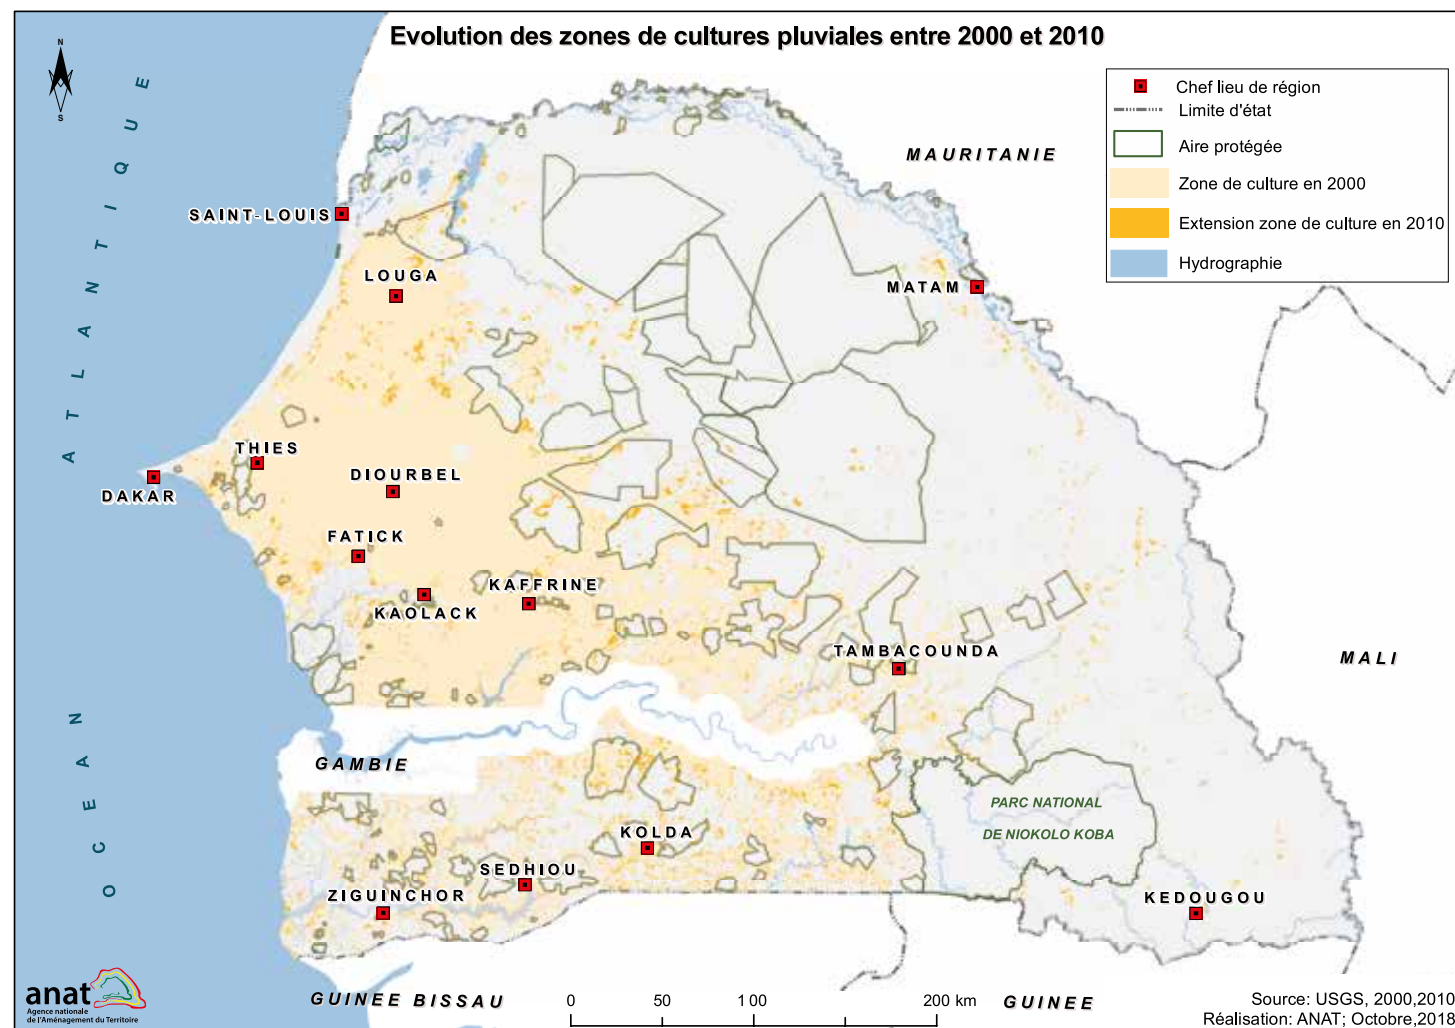 Evolution des zones de cultures pluviales entre 2000 et 2010
N
S
Chef lieu de région
Limite d'état
Aire protégée
Zone de culture en 2000
Extension zone de culture en 2010
Hydrographie
OCEAN ATLANTIQUE
MAURITANIE
SAINT-LOUIS
LOUGA
MATAM
THIES
DAKAR
DIOURBEL
FATICK
KAFFRINE
KAOLACK
TAMBACOUNDA
MALI
GAMBIE
PARC NATIONAL
DE NIOKOLO KOBA
KOLDA
SEDHIOU
ZIGUINCHOR
KEDOUGOU
anat
Agence nationale
de l'Aménagement du Territoire
GUINEE BISSAU
0 50 100 200 km
GUINEE
Source: USGS, 2000,2010
Réalisation: ANAT; Octobre,2018